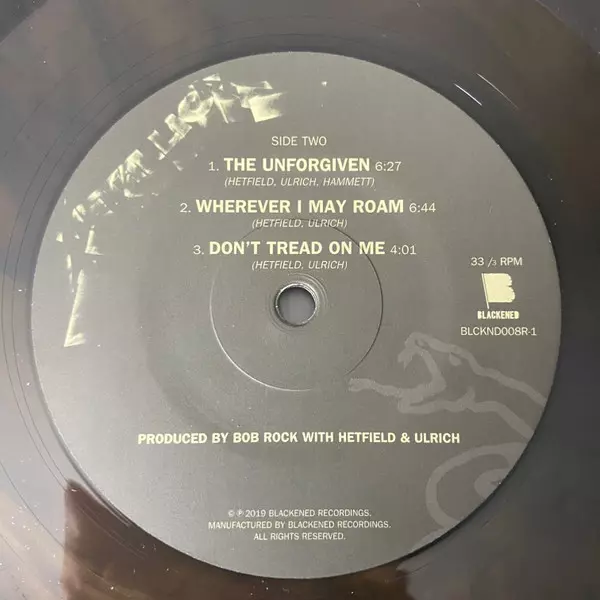 SIDE TWO
1. THE UNFORGIVEN 6:27
(HETFIELD, ULRICH, HAMMETT)
2. WHEREVER I MAY ROAM 6:44
(HETFIELD, ULRICH)
3. DON'T TREAD ON ME 4:01
(HETFIELD, ULRICH)
33 /3 RPM
B
BLACKENED
BLCKND008R-1
PRODUCED BY BOB ROCK WITH HETFIELD & ULRICH
© ℗ 2019 BLACKENED RECORDINGS.
MANUFACTURED BY BLACKENED RECORDINGS.
ALL RIGHTS RESERVED.